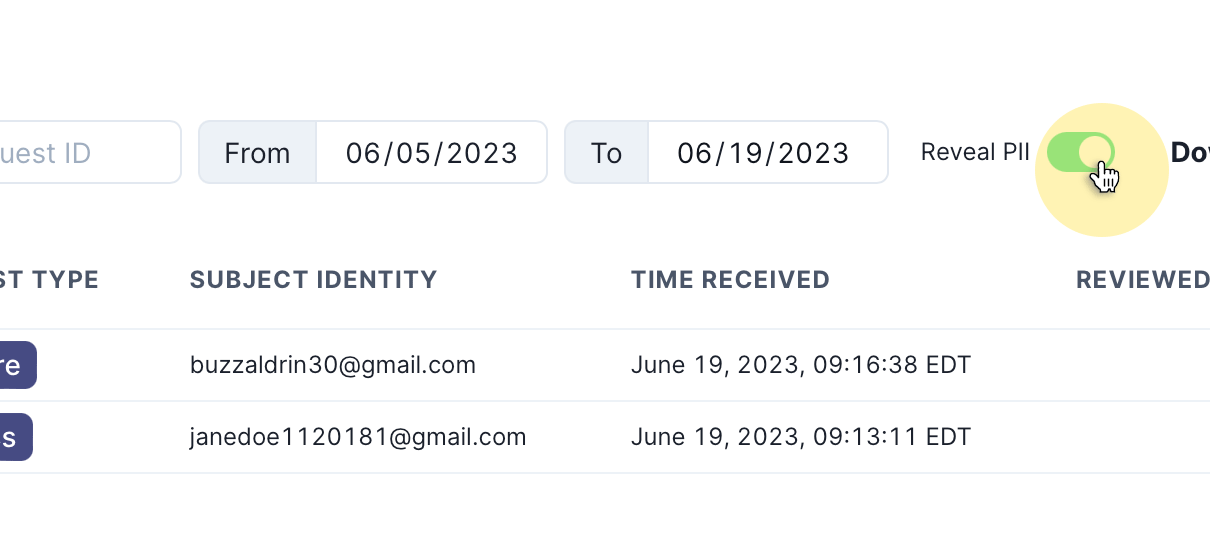 uest ID From 06/05/2023 To 06/19/2023 Reveal PII Do
ST TYPE SUBJECT IDENTITY TIME RECEIVED REVIEWED
re buzzaldrin30@gmail.com June 19, 2023, 09:16:38 EDT
s janedoe1120181@gmail.com June 19, 2023, 09:13:11 EDT